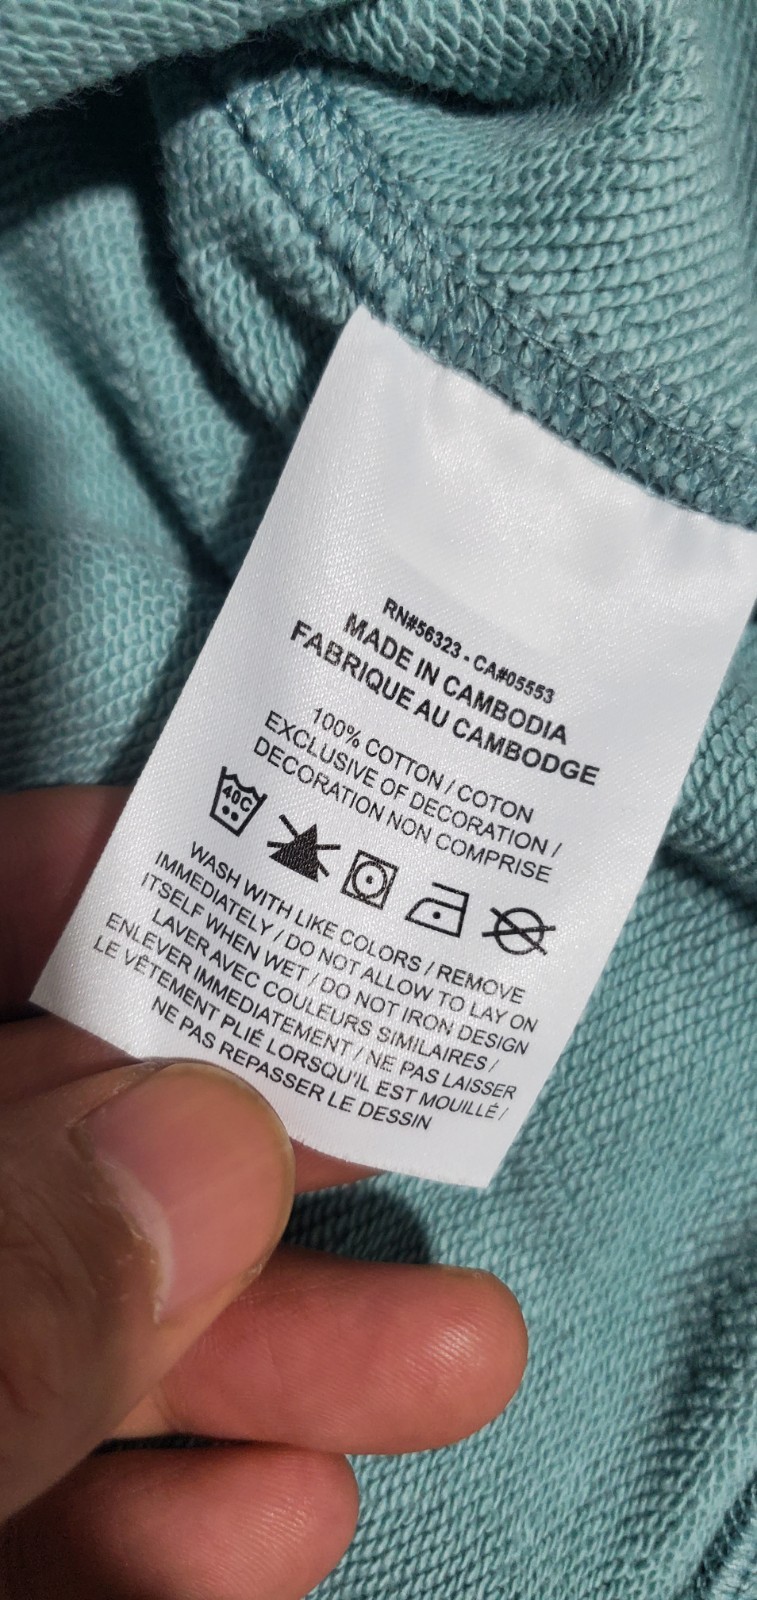 RN#56323 - CA#05553
MADE IN CAMBODIA
FABRIQUE AU CAMBODGE
100% COTTON / COTON
EXCLUSIVE OF DECORATION /
DECORATION NON COMPRISE
40C
WASH WITH LIKE COLORS / REMOVE
IMMEDIATELY / DO NOT ALLOW TO LAY ON
ITSELF WHEN WET / DO NOT IRON DESIGN
LAVER AVEC COULEURS SIMILAIRES /
ENLEVER IMMEDIATEMENT / NE PAS LAISSER
LE VÊTEMENT PLIÉ LORSQU'IL EST MOUILLÉ /
NE PAS REPASSER LE DESSIN